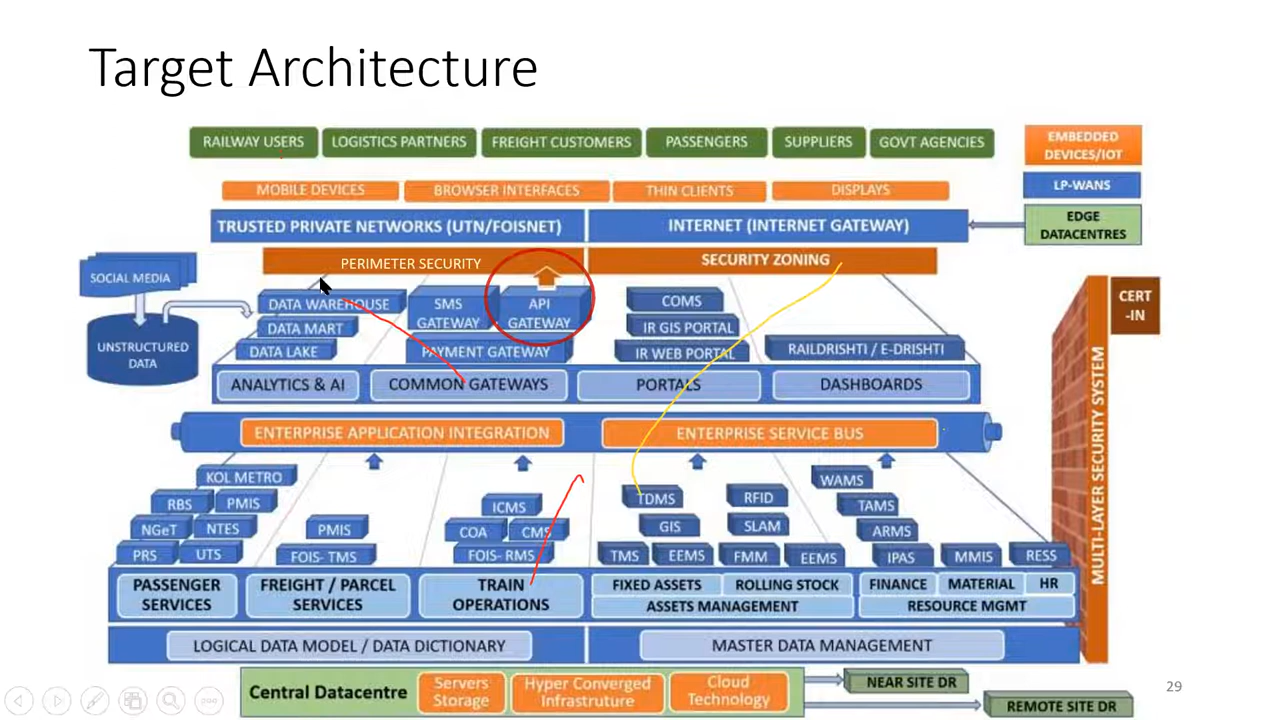 Target Architecture
RAILWAY USERS
LOGISTICS PARTNERS
FREIGHT CUSTOMERS
PASSENGERS
SUPPLIERS
GOVT AGENCIES
EMBEDDED
DEVICES/IOT
MOBILE DEVICES
BROWSER INTERFACES
THIN CLIENTS
DISPLAYS
LP-WANS
TRUSTED PRIVATE NETWORKS (UTN/FOISNET)
INTERNET (INTERNET GATEWAY)
EDGE
DATACENTRES
PERIMETER SECURITY
SECURITY ZONING
SOCIAL MEDIA
UNSTRUCTURED
DATA
DATA WAREHOUSE
DATA MART
DATA LAKE
SMS
GATEWAY
API
GATEWAY
PAYMENT GATEWAY
COMS
IR GIS PORTAL
IR WEB PORTAL
RAILDRISHTI / E-DRISHTI
CERT
-IN
ANALYTICS & AI
COMMON GATEWAYS
PORTALS
DASHBOARDS
ENTERPRISE APPLICATION INTEGRATION
ENTERPRISE SERVICE BUS
MULTI-LAYER SECURITY SYSTEM
KOL METRO
RBS
PMIS
NGeT
NTES
PRS
UTS
PMIS
FOIS- TMS
ICMS
COA
CMS
FOIS- RMS
TDMS
RFID
GIS
SLAM
TMS
EEMS
FMM
EEMS
WAMS
TAMS
ARMS
IPAS
MMIS
RESS
PASSENGER
SERVICES
FREIGHT / PARCEL
SERVICES
TRAIN
OPERATIONS
FIXED ASSETS
ROLLING STOCK
ASSETS MANAGEMENT
FINANCE
MATERIAL
HR
RESOURCE MGMT
LOGICAL DATA MODEL / DATA DICTIONARY
MASTER DATA MANAGEMENT
Central Datacentre
Servers
Storage
Hyper Converged
Infrastruture
Cloud
Technology
NEAR SITE DR
REMOTE SITE DR
29